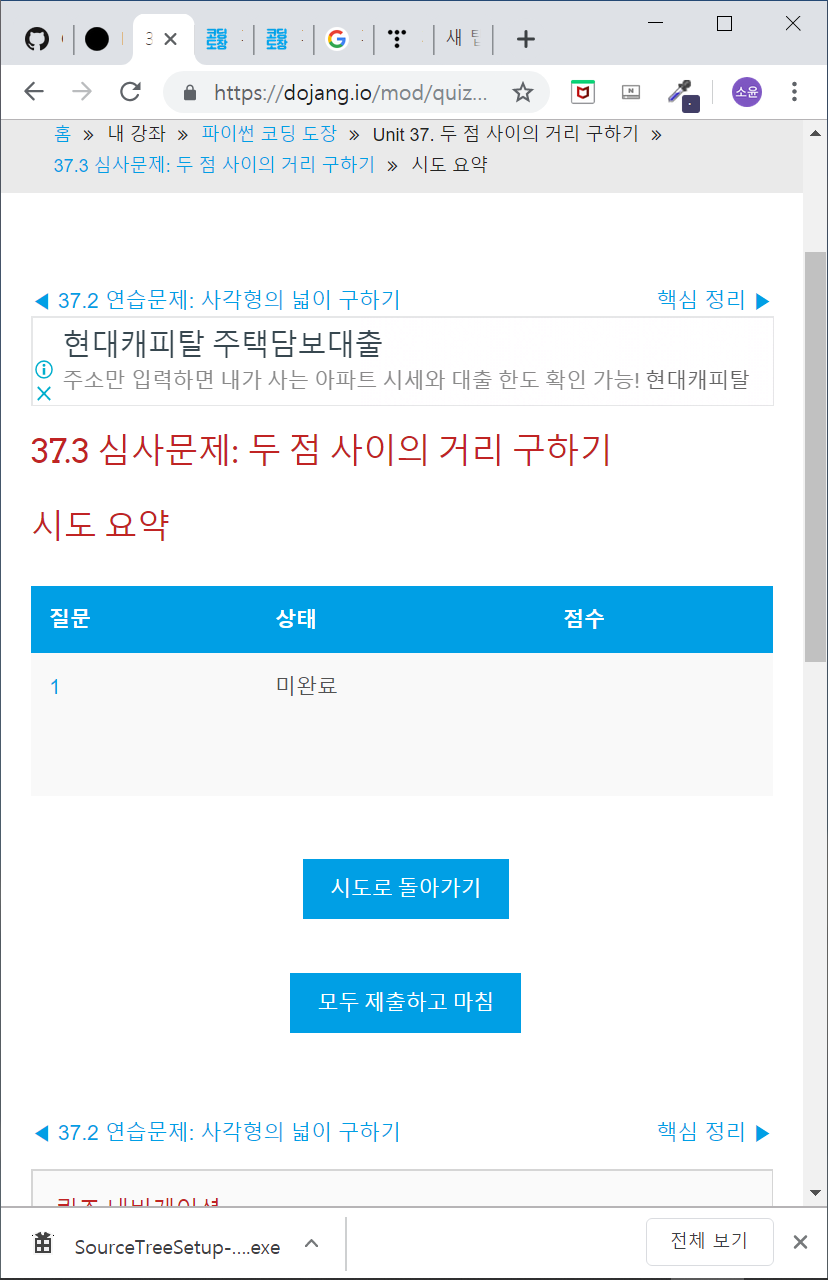 3
새 탭
https://dojang.io/mod/quiz...
소윤
홈 » 내 강좌 » 파이썬 코딩 도장 » Unit 37. 두 점 사이의 거리 구하기 »
37.3 심사문제: 두 점 사이의 거리 구하기 » 시도 요약
◀ 37.2 연습문제: 사각형의 넓이 구하기 핵심 정리 ▶
현대캐피탈 주택담보대출
주소만 입력하면 내가 사는 아파트 시세와 대출 한도 확인 가능! 현대캐피탈
37.3 심사문제: 두 점 사이의 거리 구하기
시도 요약
질문 상태 점수
1 미완료
시도로 돌아가기
모두 제출하고 마침
◀ 37.2 연습문제: 사각형의 넓이 구하기 핵심 정리 ▶
SourceTreeSetup-....exe 전체 보기